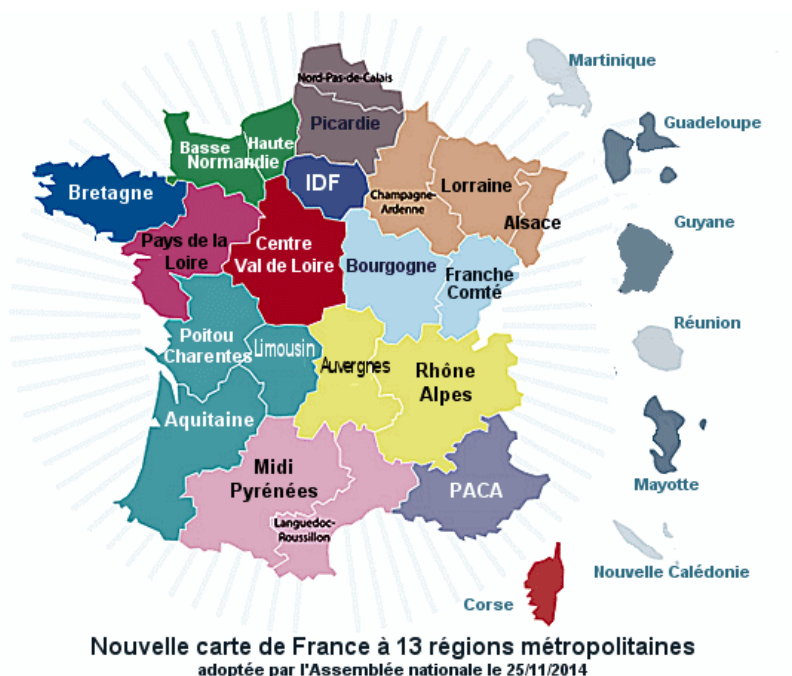 Nord-Pas-de-Calais
Picardie
Martinique
Guadeloupe
Basse
Haute
Normandie
Bretagne
IDF
Champagne-
Ardenne
Lorraine
Alsace
Guyane
Pays de la
Loire
Centre
Val de Loire
Bourgogne
Franche
Comté
Réunion
Poitou
Charentes
Limousin
Auvergnes
Rhône
Alpes
Aquitaine
Midi
Pyrénées
PACA
Mayotte
Languedoc-
Roussillon
Nouvelle Calédonie
Corse
Nouvelle carte de France à 13 régions métropolitaines
adoptée par l'Assemblée nationale le 25/11/2014